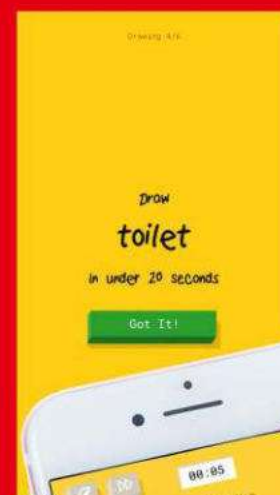 Drawing 4/6
Draw
toilet
in under 20 seconds
Got It!
00:05